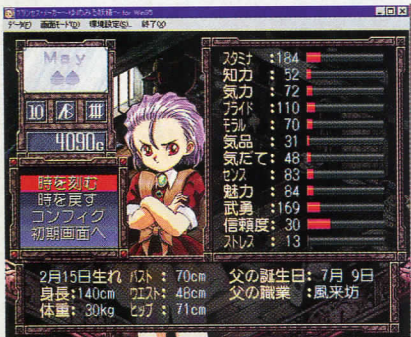 プリンセス・メーカー～ゆめみる妖精～ for Win95
データ(F) 画面モード(D) 環境設定(S) 終了(X)
May
10
4090G
時を刻む
時を戻す
コンフィグ
初期画面へ
スタミナ:184
知力:52
気力:72
プライド:110
モラル:70
気品:31
気だて:48
センス:83
魅力:84
武勇:169
信頼度:30
ストレス:13
2月15日生れ バスト:70cm 父の誕生日:7月 9日
身長:140cm ウエスト:48cm 父の職業:風来坊
体重:30kg ヒップ:71cm